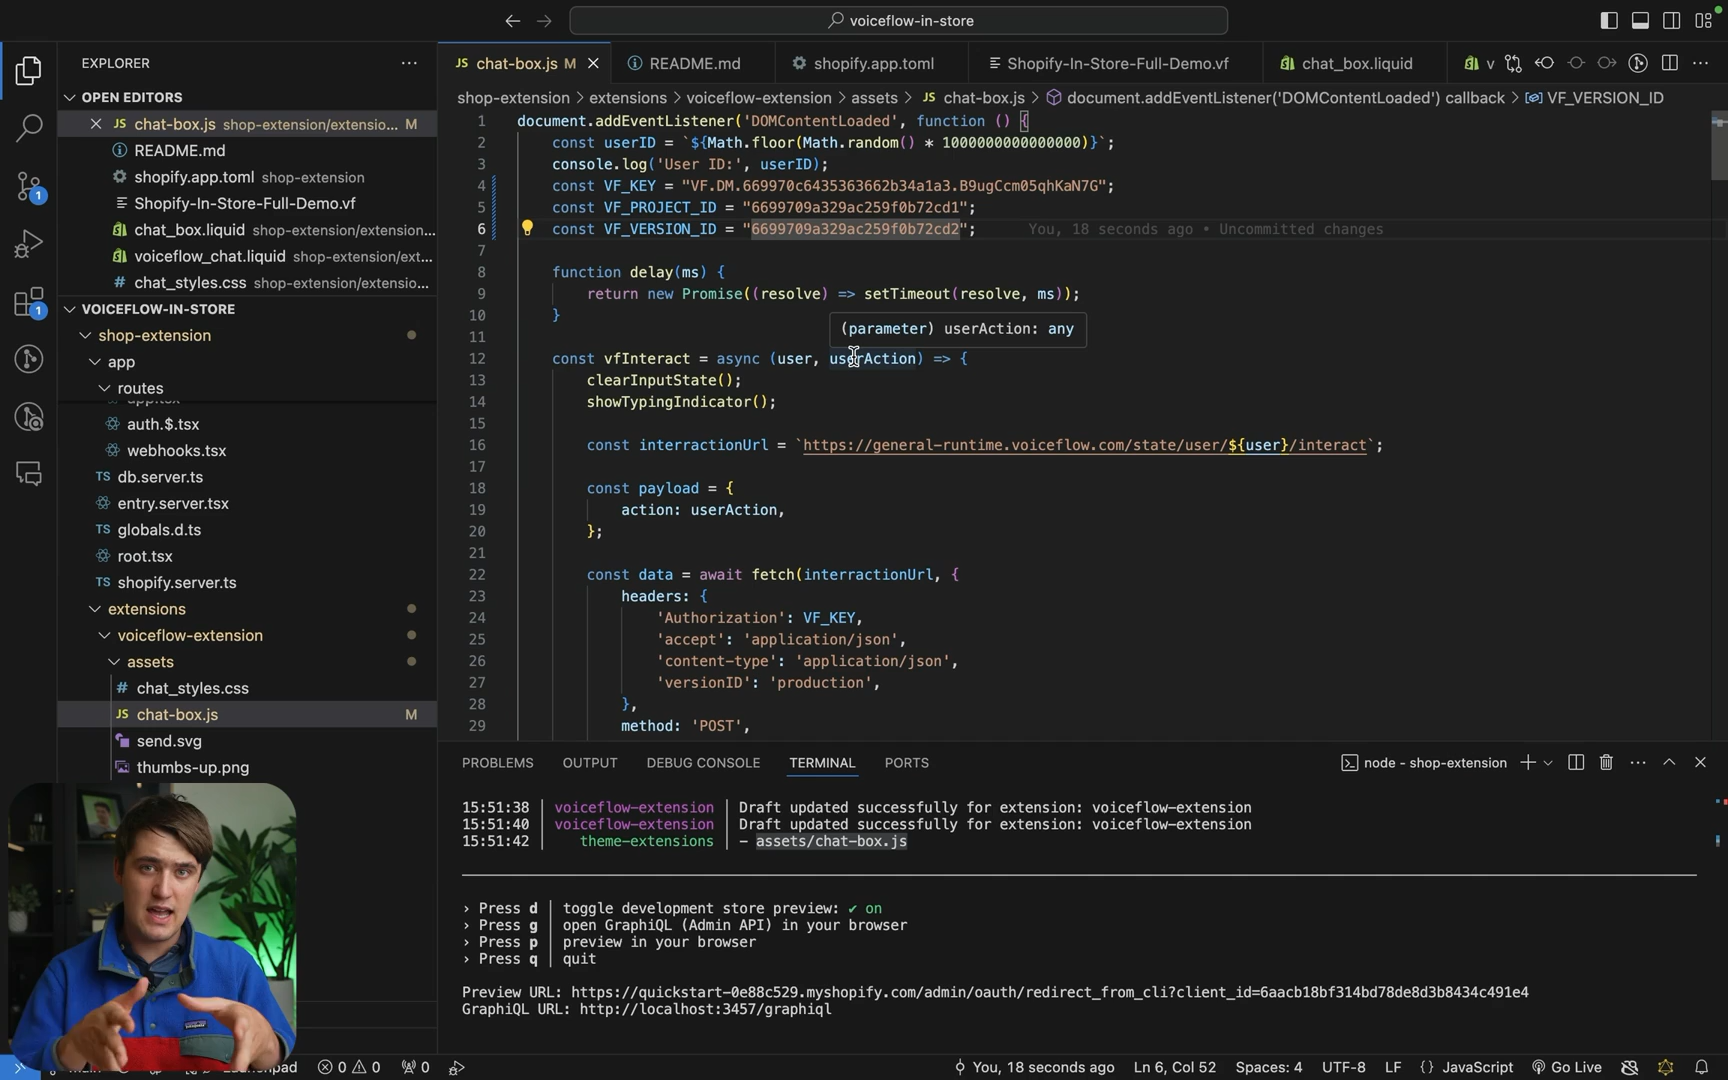 voiceflow-in-store
EXPLORER
OPEN EDITORS
JS chat-box.js shop-extension/extensio... M
README.md
shopify.app.toml shop-extension
Shopify-In-Store-Full-Demo.vf
chat_box.liquid shop-extension/extension...
voiceflow_chat.liquid shop-extension/ext...
# chat_styles.css shop-extension/extensio...
VOICEFLOW-IN-STORE
shop-extension
app
routes
auth.$.tsx
webhooks.tsx
TS db.server.ts
entry.server.tsx
TS globals.d.ts
root.tsx
TS shopify.server.ts
extensions
voiceflow-extension
assets
# chat_styles.css
JS chat-box.js M
send.svg
thumbs-up.png
1
1
JS chat-box.js M README.md shopify.app.toml Shopify-In-Store-Full-Demo.vf chat_box.liquid v
shop-extension > extensions > voiceflow-extension > assets > JS chat-box.js > document.addEventListener('DOMContentLoaded') callback > VF_VERSION_ID
1 document.addEventListener('DOMContentLoaded', function () {
2 const userID = `${Math.floor(Math.random() * 1000000000000000)}`;
3 console.log('User ID:', userID);
4 const VF_KEY = "VF.DM.669970c6435363662b34a1a3.B9ugCcm05qhKaN7G";
5 const VF_PROJECT_ID = "6699709a329ac259f0b72cd1";
6 const VF_VERSION_ID = "6699709a329ac259f0b72cd2"; You, 18 seconds ago • Uncommitted changes
7
8 function delay(ms) {
9 return new Promise((resolve) => setTimeout(resolve, ms));
10 }
11 (parameter) userAction: any
12 const vfInteract = async (user, userAction) => {
13 clearInputState();
14 showTypingIndicator();
15
16 const interractionUrl = `https://general-runtime.voiceflow.com/state/user/${user}/interact`;
17
18 const payload = {
19 action: userAction,
20 };
21
22 const data = await fetch(interractionUrl, {
23 headers: {
24 'Authorization': VF_KEY,
25 'accept': 'application/json',
26 'content-type': 'application/json',
27 'versionID': 'production',
28 },
29 method: 'POST',
PROBLEMS OUTPUT DEBUG CONSOLE TERMINAL PORTS node - shop-extension
15:51:38 | voiceflow-extension | Draft updated successfully for extension: voiceflow-extension
15:51:40 | voiceflow-extension | Draft updated successfully for extension: voiceflow-extension
15:51:42 | theme-extensions | - assets/chat-box.js
› Press d | toggle development store preview: ✔ on
› Press g | open GraphiQL (Admin API) in your browser
› Press p | preview in your browser
› Press q | quit
Preview URL: https://quickstart-0e88c529.myshopify.com/admin/oauth/redirect_from_cli?client_id=6aacb18bf314bd78de8d3b8434c491e4
GraphiQL URL: http://localhost:3457/graphiql
0 0 0 You, 18 seconds ago Ln 6, Col 52 Spaces: 4 UTF-8 LF {} JavaScript Go Live